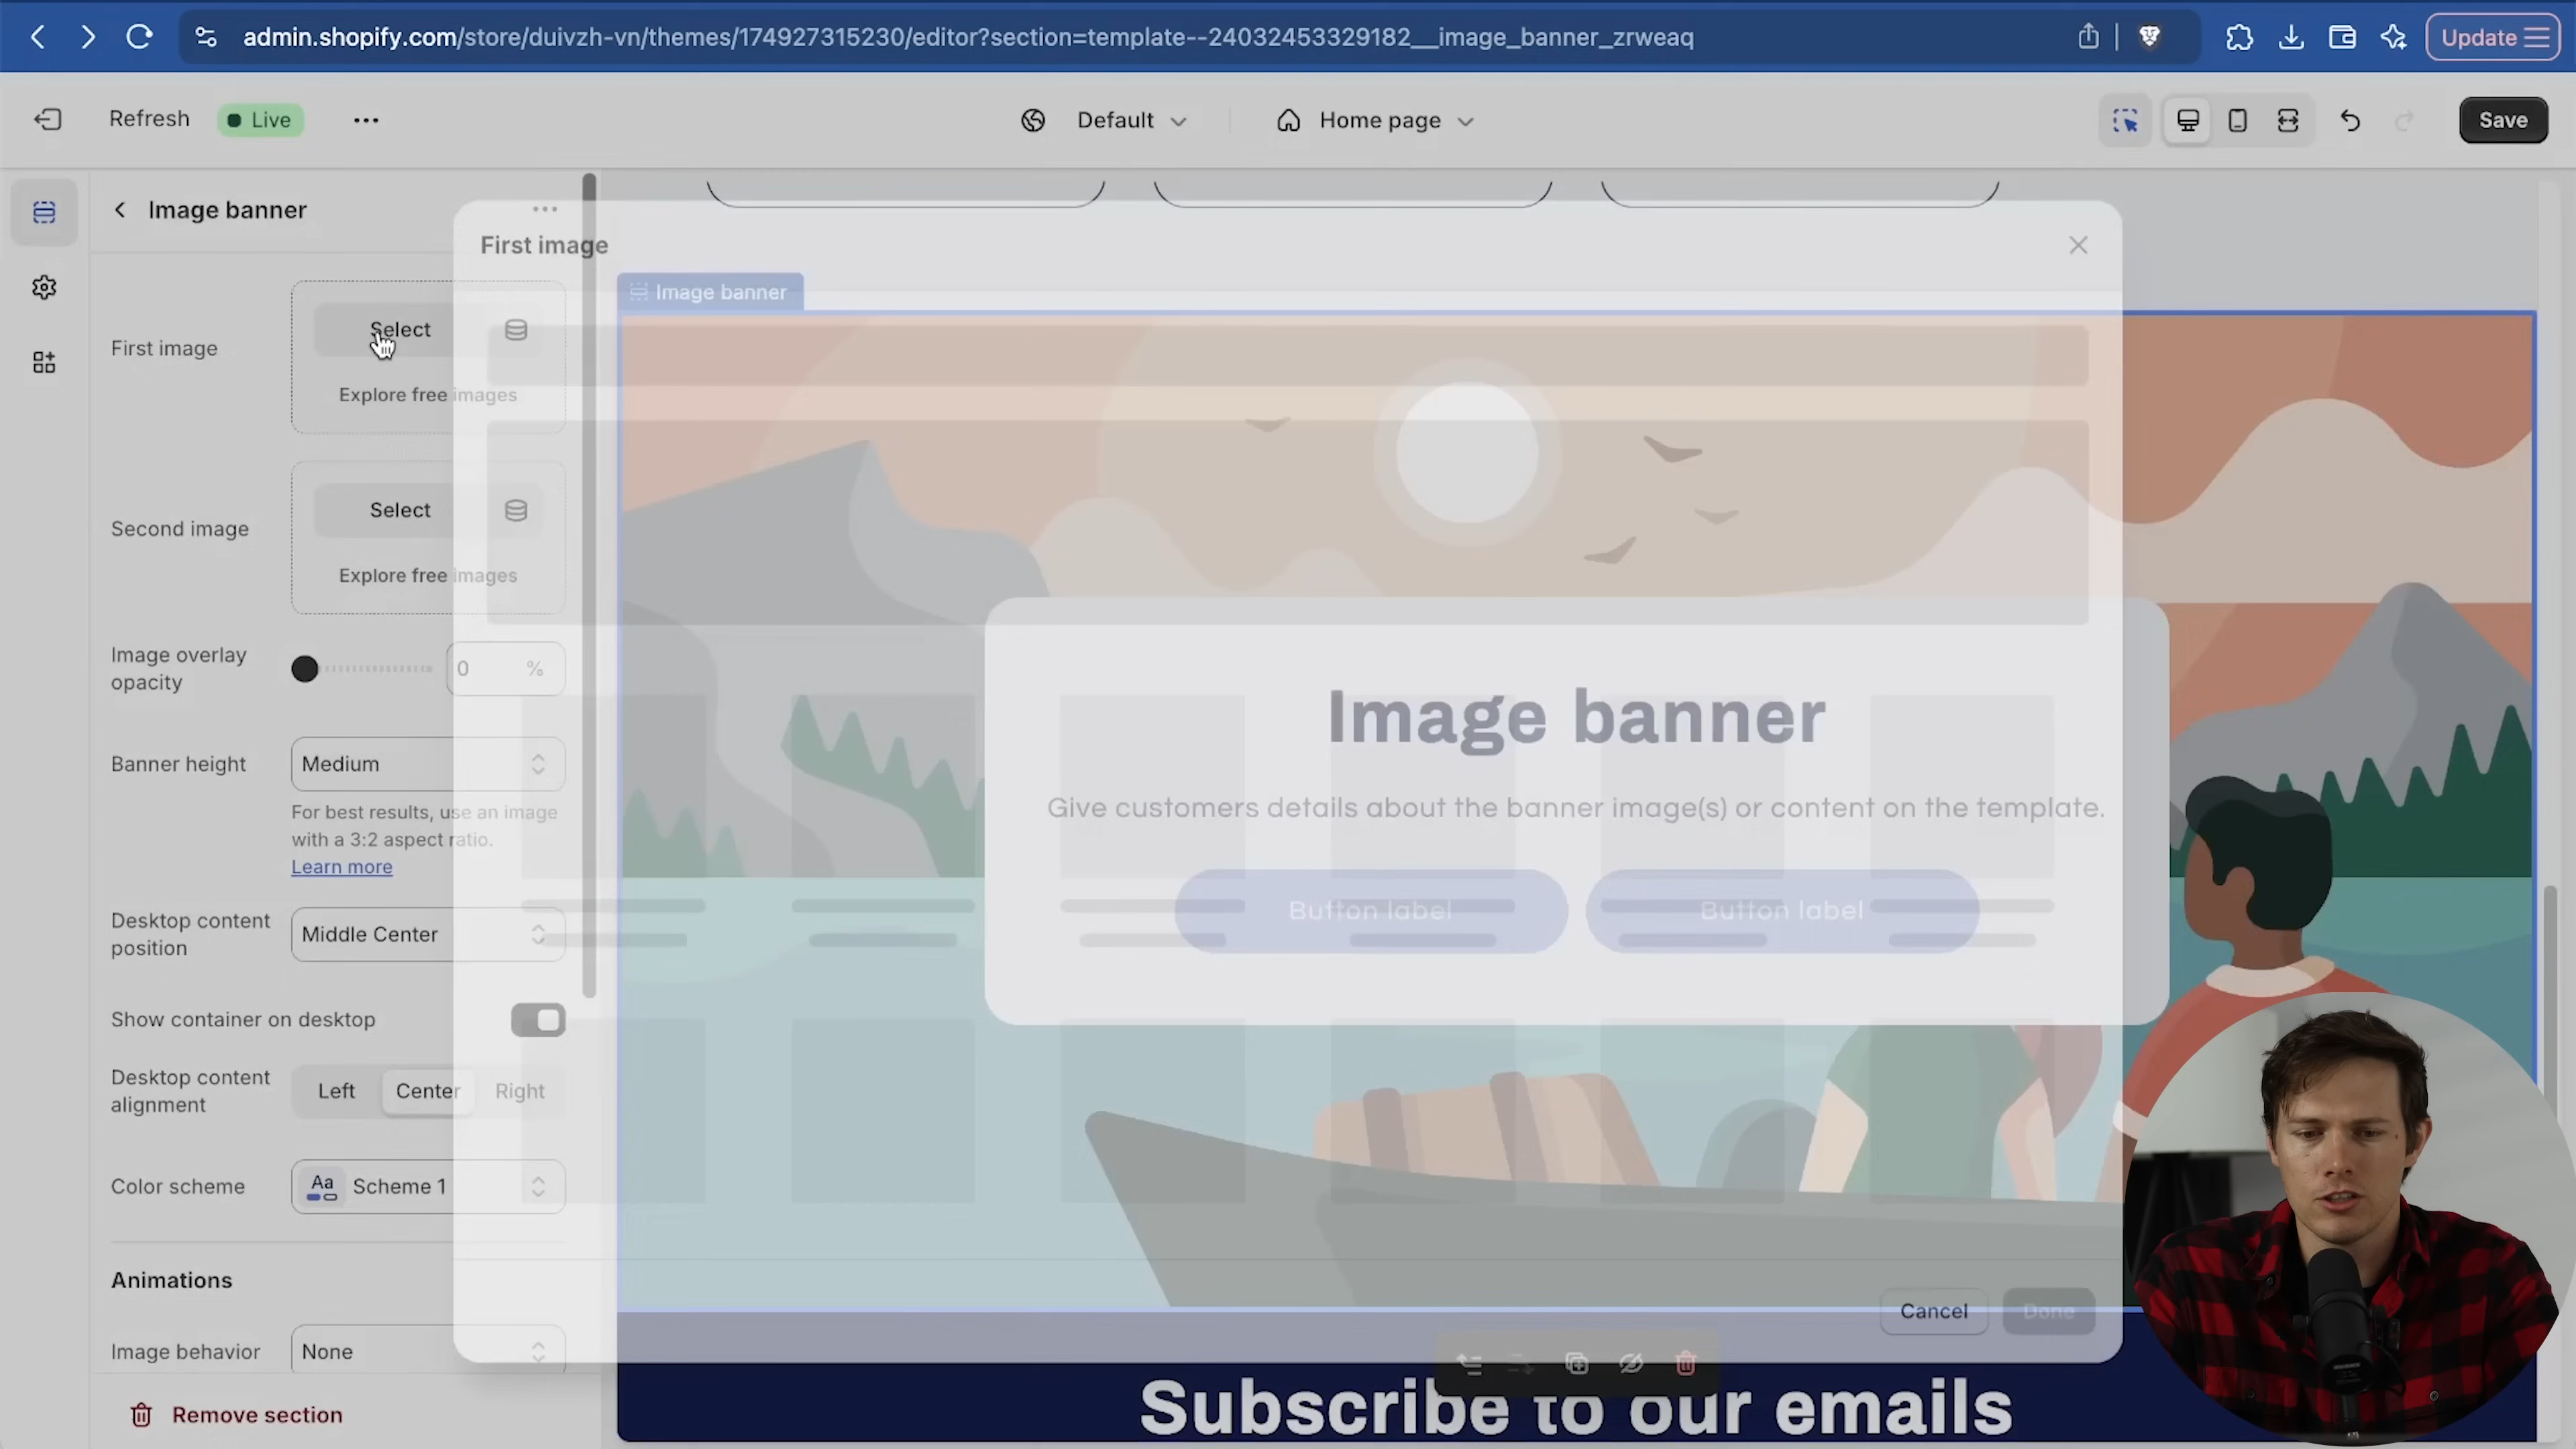 admin.shopify.com/store/duivzh-vn/themes/174927315230/editor?section=template--24032453329182__image_banner_zrweaq
Update
Refresh
Live
Default
Home page
Save
Image banner
First image
Image banner
First image
Select
Explore free images
Second image
Select
Explore free images
Image overlay
opacity
0
%
Banner height
Medium
For best results, use an image
with a 3:2 aspect ratio.
Learn more
Desktop content
position
Middle Center
Show container on desktop
Desktop content
alignment
Left
Center
Right
Color scheme
Aa
Scheme 1
Animations
Image behavior
None
Remove section
Image banner
Give customers details about the banner image(s) or content on the template.
Button label
Button label
Cancel
Done
Subscribe to our emails